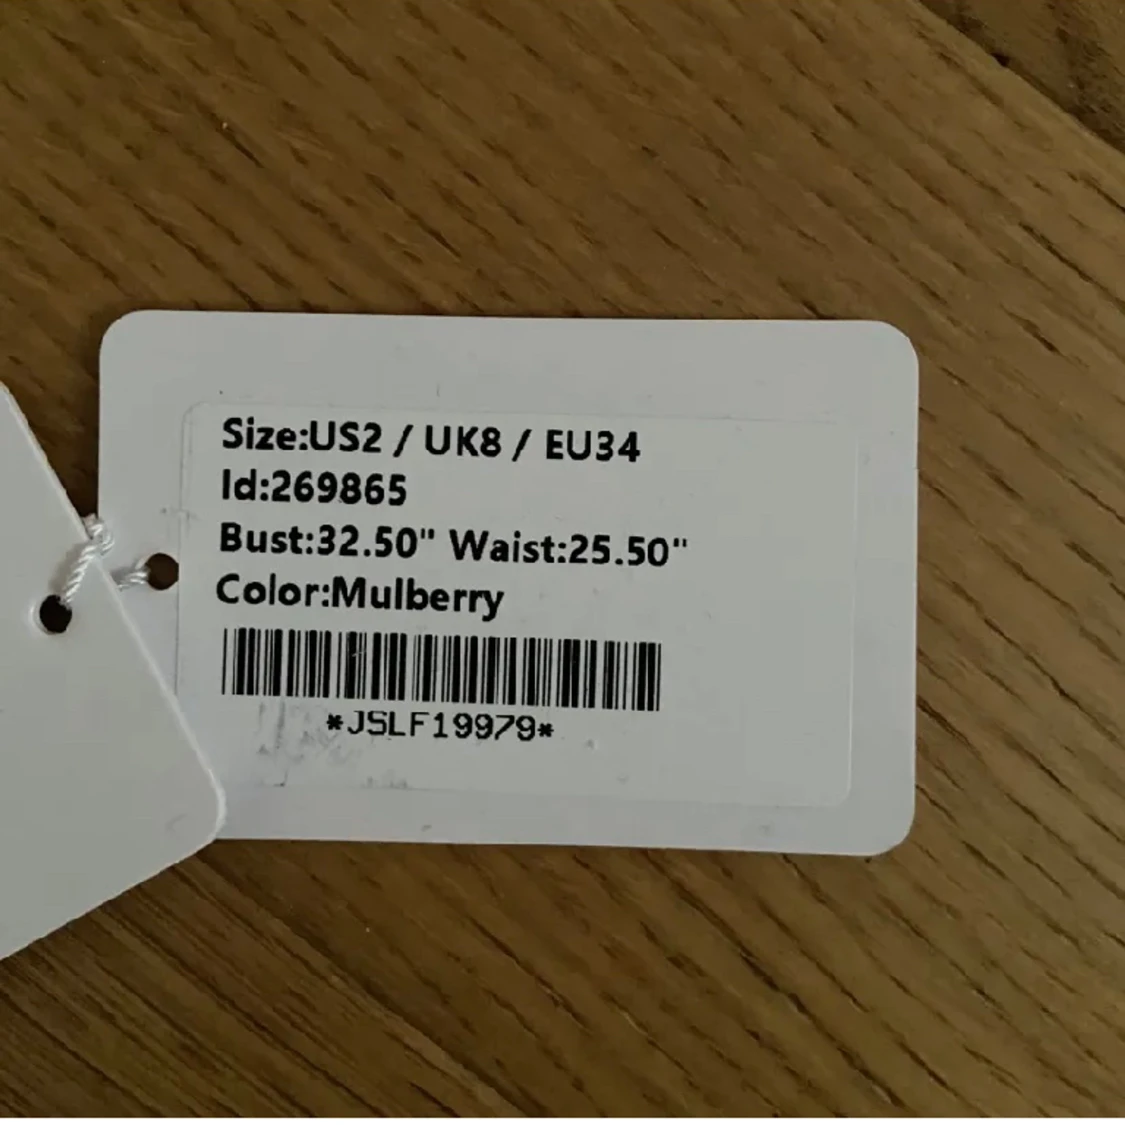 Size:US2 / UK8 / EU34
Id:269865
Bust:32.50" Waist:25.50"
Color:Mulberry
*JSLF19979*